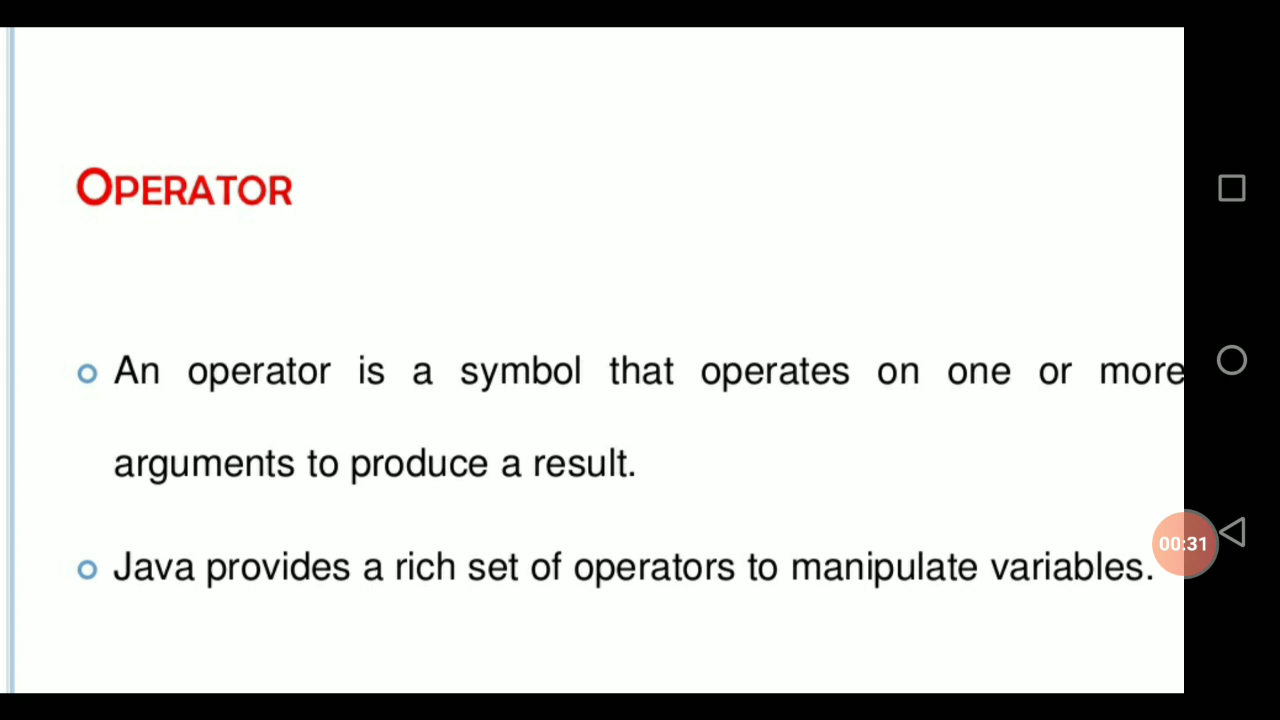 OPERATOR
An operator is a symbol that operates on one or more
arguments to produce a result.
Java provides a rich set of operators to manipulate variables.
00:31